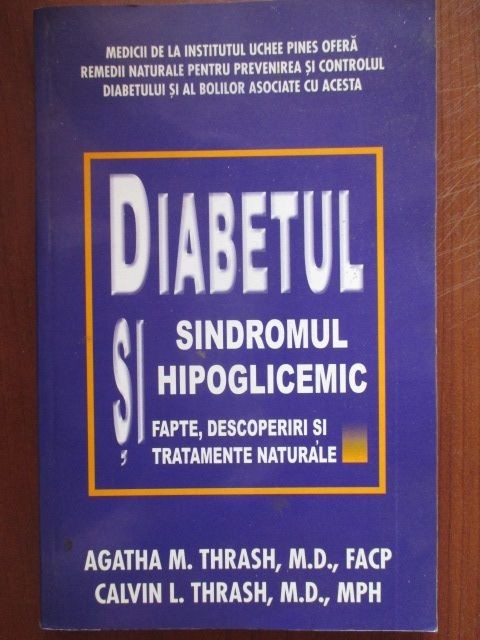 MEDICII DE LA INSTITUTUL UCHEE PINES OFERĂ
REMEDII NATURALE PENTRU PREVENIREA ȘI CONTROLUL
DIABETULUI ȘI AL BOLILOR ASOCIATE CU ACESTA
DIABETUL
ȘI SINDROMUL
HIPOGLICEMIC
FAPTE, DESCOPERIRI ȘI
TRATAMENTE NATURALE
AGATHA M. THRASH, M.D., FACP
CALVIN L. THRASH, M.D., MPH